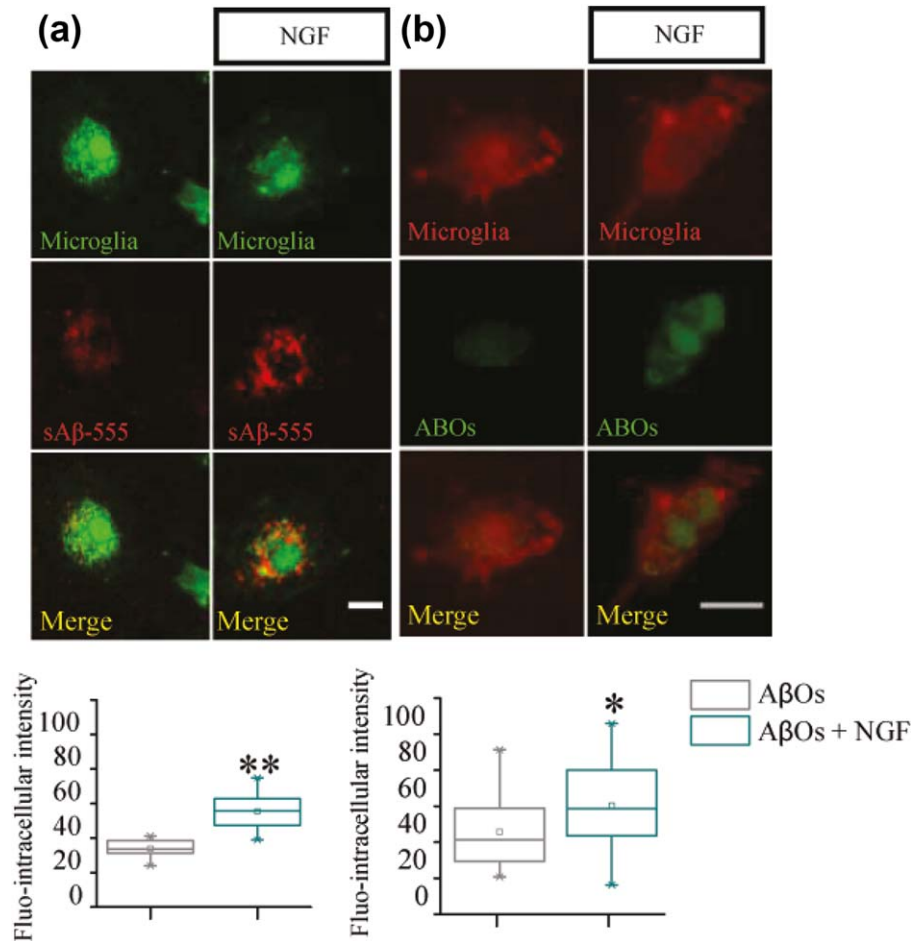 (a)
NGF
(b)
NGF
Microglia
Microglia
Microglia
Microglia
sAβ-555
sAβ-555
ABOs
ABOs
Merge
Merge
Merge
Merge
Fluo-intracellular intensity
100
80
60
40
20
0
**
Fluo-intracellular intensity
100
80
60
40
20
0
*
AβOs
AβOs + NGF